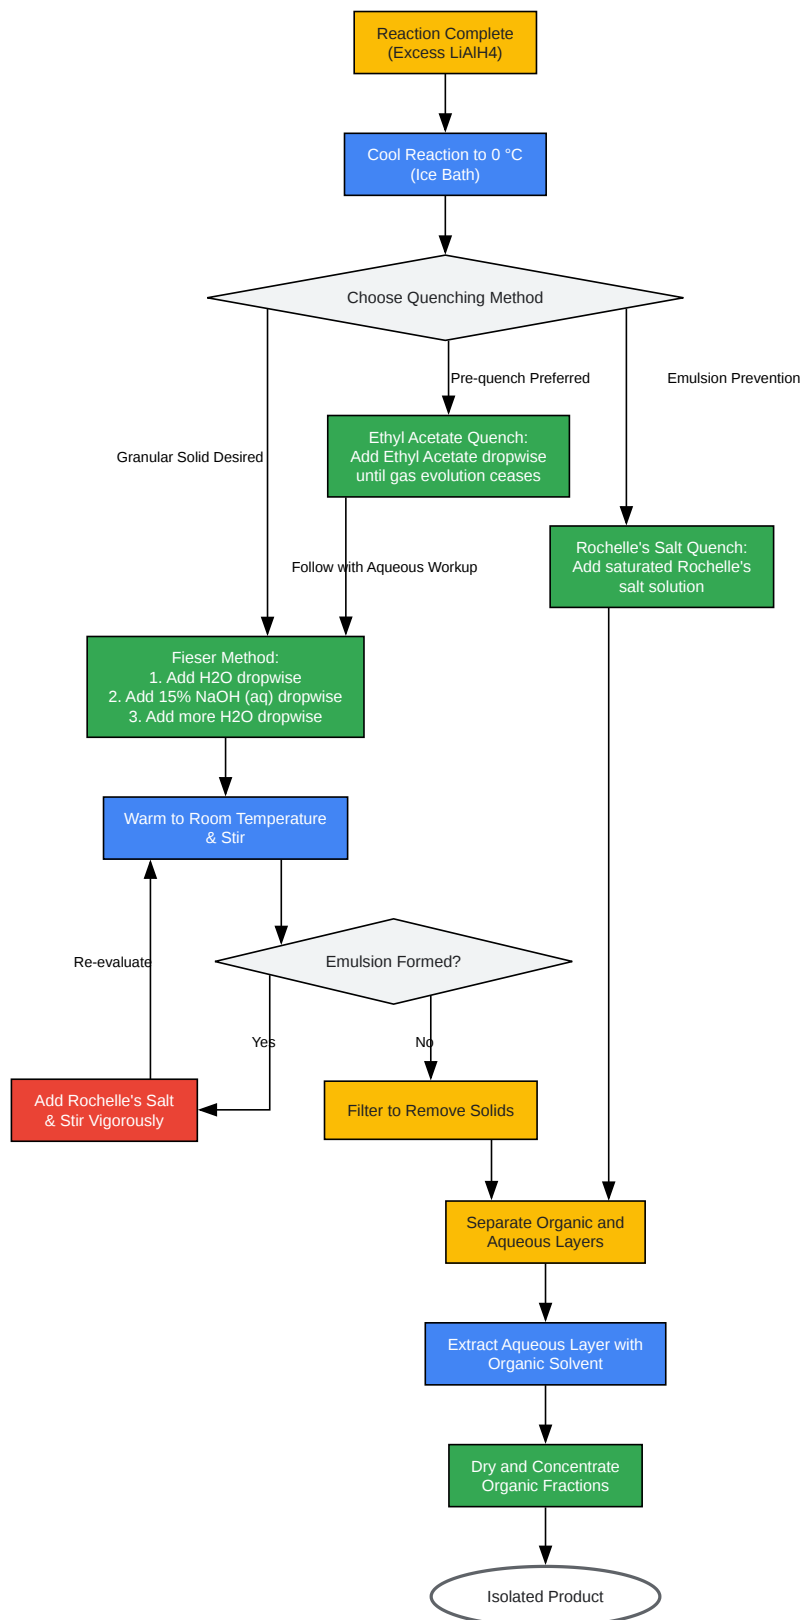 Reaction Complete
(Excess LiAlH4)
Cool Reaction to 0 °C
(Ice Bath)
Choose Quenching Method
Pre-quench Preferred
Emulsion Prevention
Granular Solid Desired
Ethyl Acetate Quench:
Add Ethyl Acetate dropwise
until gas evolution ceases
Follow with Aqueous Workup
Rochelle's Salt Quench:
Add saturated Rochelle's
salt solution
Fieser Method:
1. Add H2O dropwise
2. Add 15% NaOH (aq) dropwise
3. Add more H2O dropwise
Warm to Room Temperature
& Stir
Re-evaluate
Emulsion Formed?
Yes
No
Add Rochelle's Salt
& Stir Vigorously
Filter to Remove Solids
Separate Organic and
Aqueous Layers
Extract Aqueous Layer with
Organic Solvent
Dry and Concentrate
Organic Fractions
Isolated Product